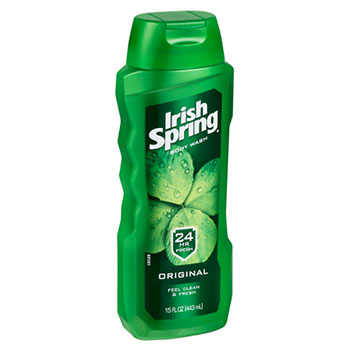 Irish
Spring
BODY WASH
24
HR
FRESH
ORIGINAL
FEEL CLEAN
& FRESH
15 FL OZ (443 mL)